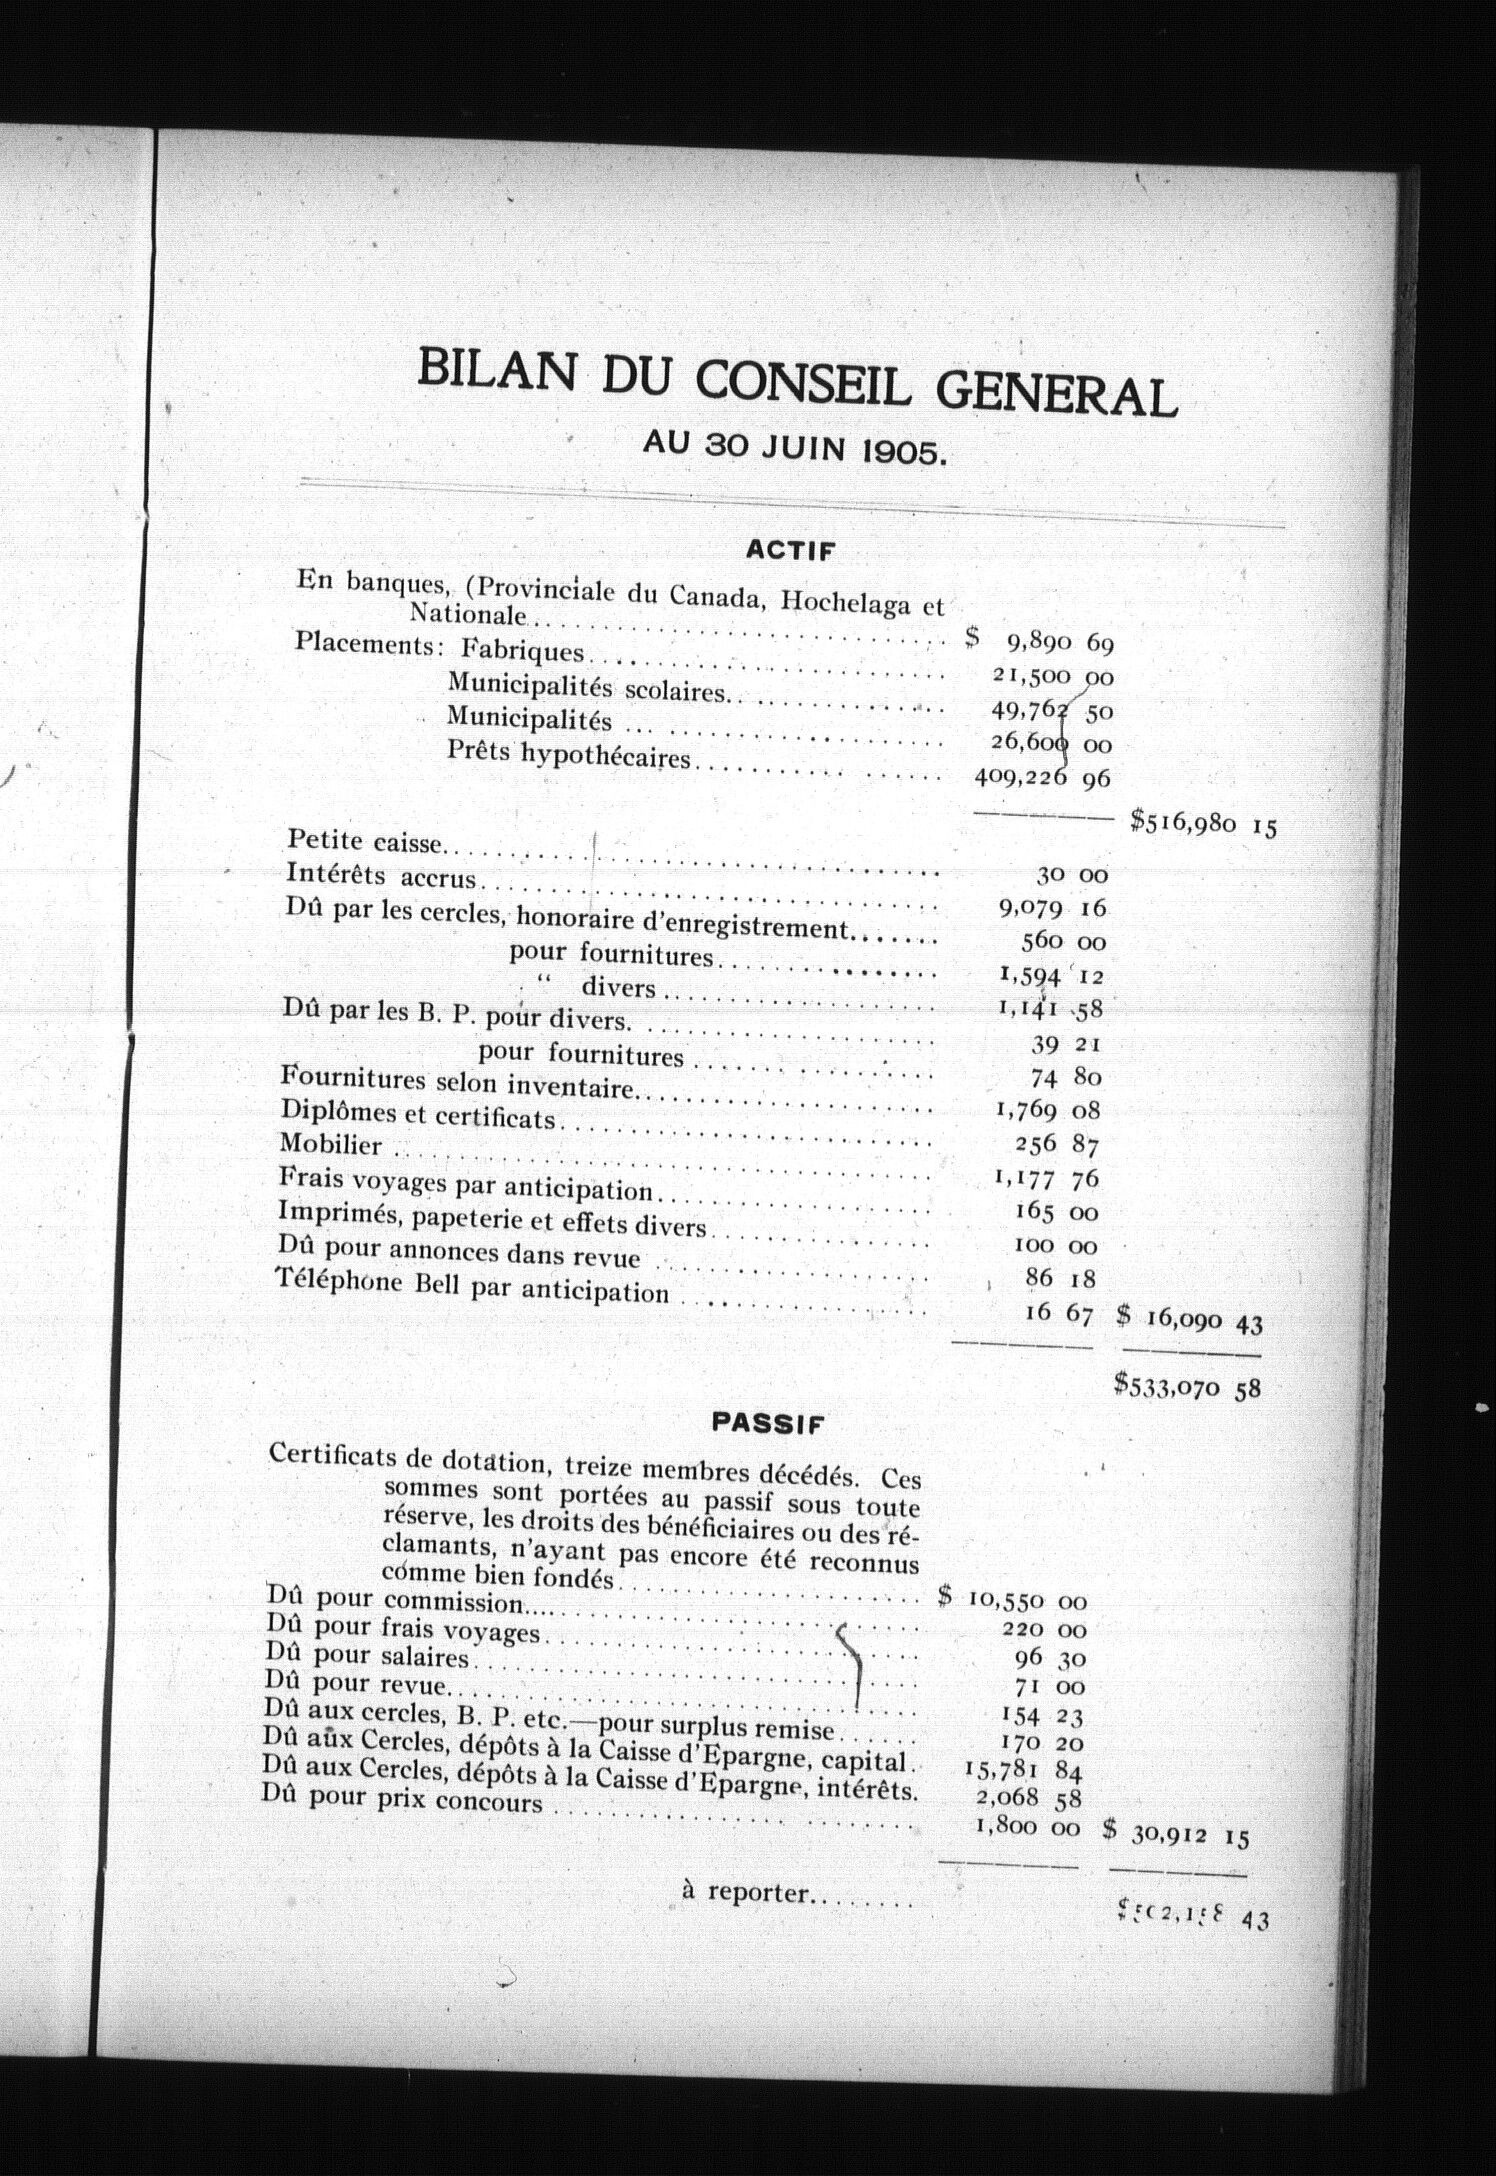 BILAN DU CONSEIL GENERAL
AU 30 JUIN 1905.
ACTIF
En banques, (Provinciale du Canada, Hochelaga et
Nationale.............................. $ 9,890 69
Placements: Fabriques.......................... 21,500 00
Municipalités scolaires................ 49,762 50
Municipalités ........................ 26,600 00
Prêts hypothécaires................. 409,226 96
$516,980 15
Petite caisse.................................. 30 00
Intérêts accrus................................ 9,079 16
Dû par les cercles, honoraire d'enregistrement....... 560 00
pour fournitures................ 1,594 12
“ divers.................... 1,141 58
Dû par les B. P. pour divers....................... 39 21
pour fournitures.................. 74 80
Fournitures selon inventaire...................... 1,769 08
Diplômes et certificats............................ 256 87
Mobilier...................................... 1,177 76
Frais voyages par anticipation..................... 165 00
Imprimés, papeterie et effets divers................ 100 00
Dû pour annonces dans revue .................... 86 18
Téléphone Bell par anticipation .................. 16 67 $ 16,090 43
$533,070 58
PASSIF
Certificats de dotation, treize membres décédés. Ces
sommes sont portées au passif sous toute
réserve, les droits des bénéficiaires ou des ré-
clamants, n'ayant pas encore été reconnus
comme bien fondés...................... $ 10,550 00
Dû pour commission............................. 220 00
Dû pour frais voyages........................... 96 30
Dû pour salaires................................ 71 00
Dû pour revue................................. 154 23
Dû aux cercles, B. P. etc.—pour surplus remise...... 170 20
Dû aux Cercles, dépôts à la Caisse d'Epargne, capital. 15,781 84
Dû aux Cercles, dépôts à la Caisse d'Epargne, intérêts. 2,068 58
Dû pour prix concours .......................... 1,800 00 $ 30,912 15
à reporter........ $502,158 43